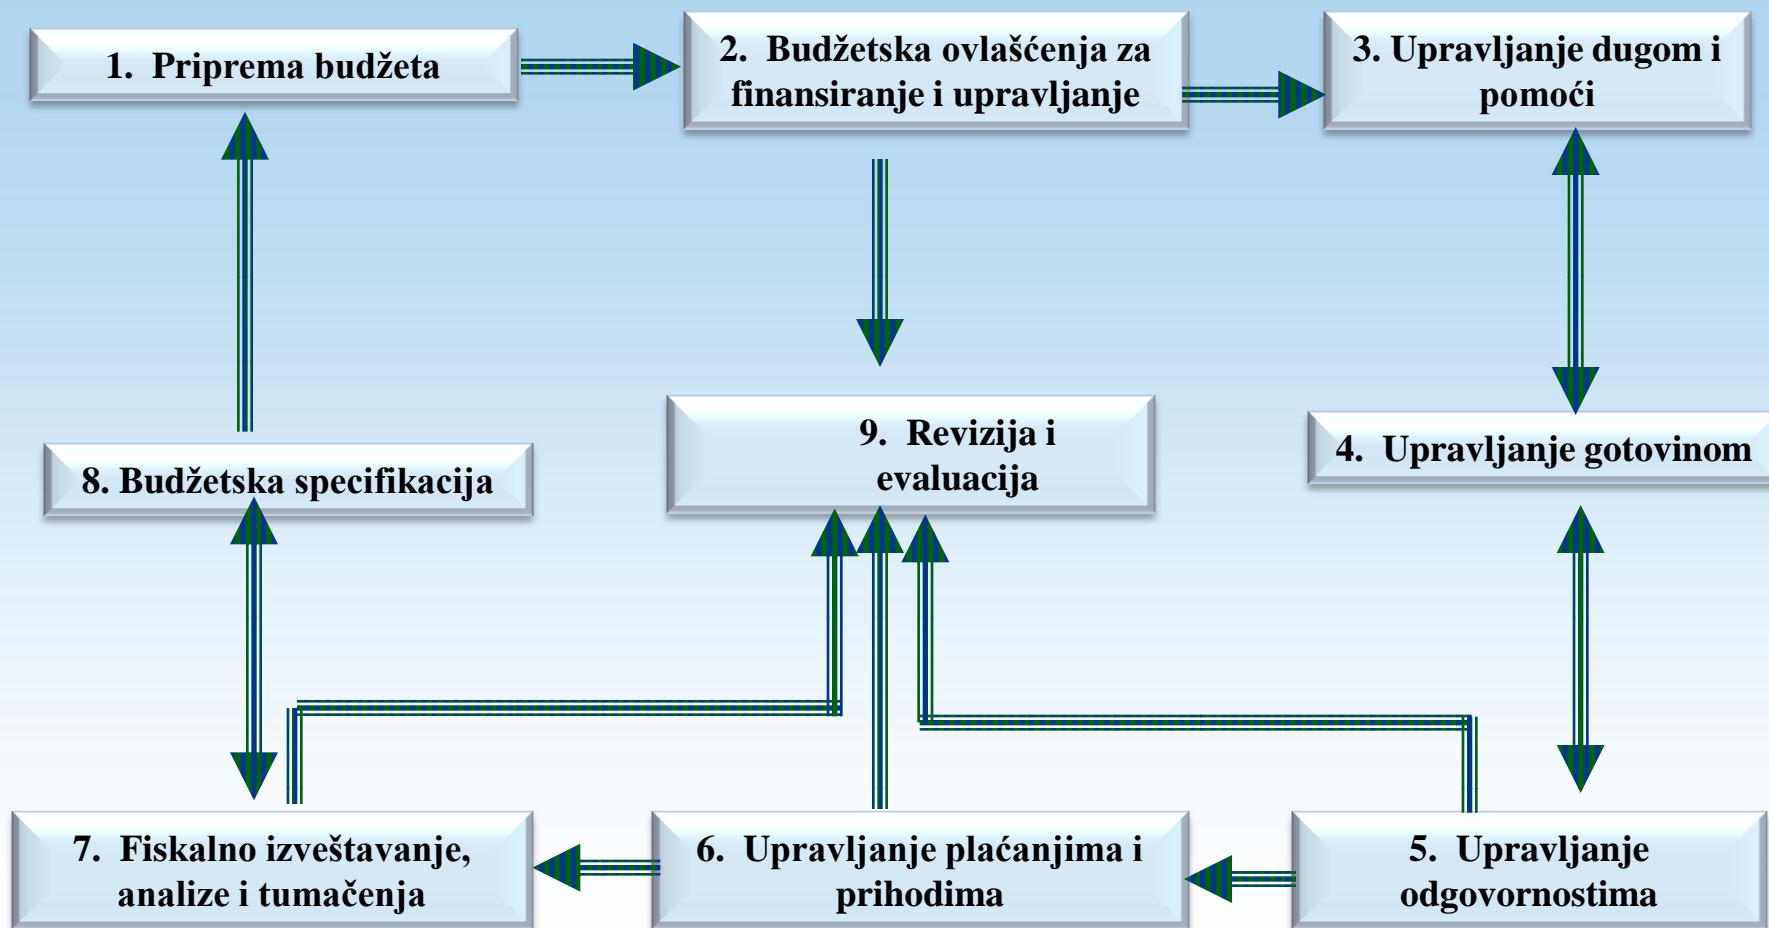 1. Priprema budžeta
2. Budžetska ovlašćenja za
finansiranje i upravljanje
3. Upravljanje dugom i
pomoći
8. Budžetska specifikacija
9. Revizija i
evaluacija
4. Upravljanje gotovinom
7. Fiskalno izveštavanje,
analize i tumačenja
6. Upravljanje plaćanjima i
prihodima
5. Upravljanje
odgovornostima